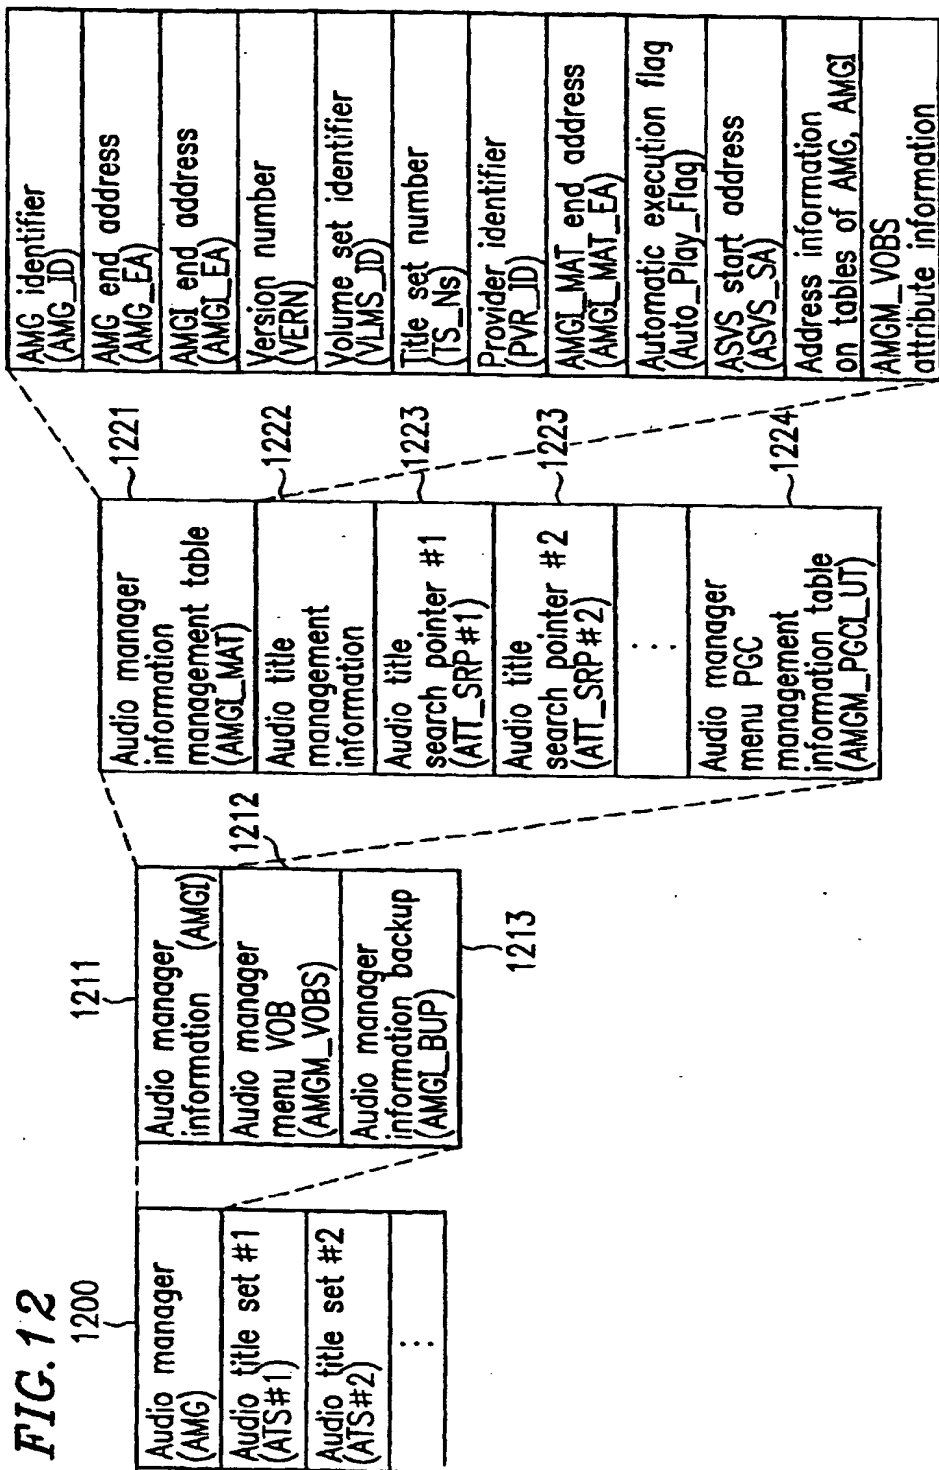 FIG.12
1200
Audio manager
(AMG)
Audio title set #1
(ATS#1)
Audio title set #2
(ATS#2)
...
1211
Audio manager
information (AMGI)
Audio manager
menu VOB
(AMGM_VOBS)
Audio manager
information backup
(AMGI_BUP)
1212
1213
Audio manager
information
management table
(AMGI_MAT)
Audio title
management
information
Audio title
search pointer #1
(ATT_SRP#1)
Audio title
search pointer #2
(ATT_SRP#2)
...
Audio manager
menu PGC
management
information table
(AMGM_PGCI_UT)
1221
1222
1223
1223
1224
AMG identifier
(AMG_ID)
AMG end address
(AMG_EA)
AMGI end address
(AMGI_EA)
Version number
(VERN)
Volume set identifier
(VLMS_ID)
Title set number
(TS_Ns)
Provider identifier
(PVR_ID)
AMGI_MAT end address
(AMGI_MAT_EA)
Automatic execution flag
(Auto_Play_Flag)
ASVS start address
(ASVS_SA)
Address information
on tables of AMG, AMGI
AMGM_VOBS
attribute information